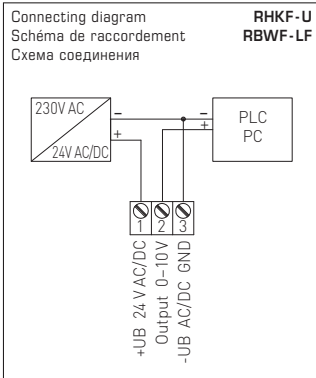 Connecting diagram RHKF-U
Schéma de raccordement RBWF-LF
Схема соединения
230V AC
24V AC/DC
–
+
–
+
PLC
PC
1 2 3
+UB 24 V AC/DC
Output 0–10 V
-UB AC/DC GND